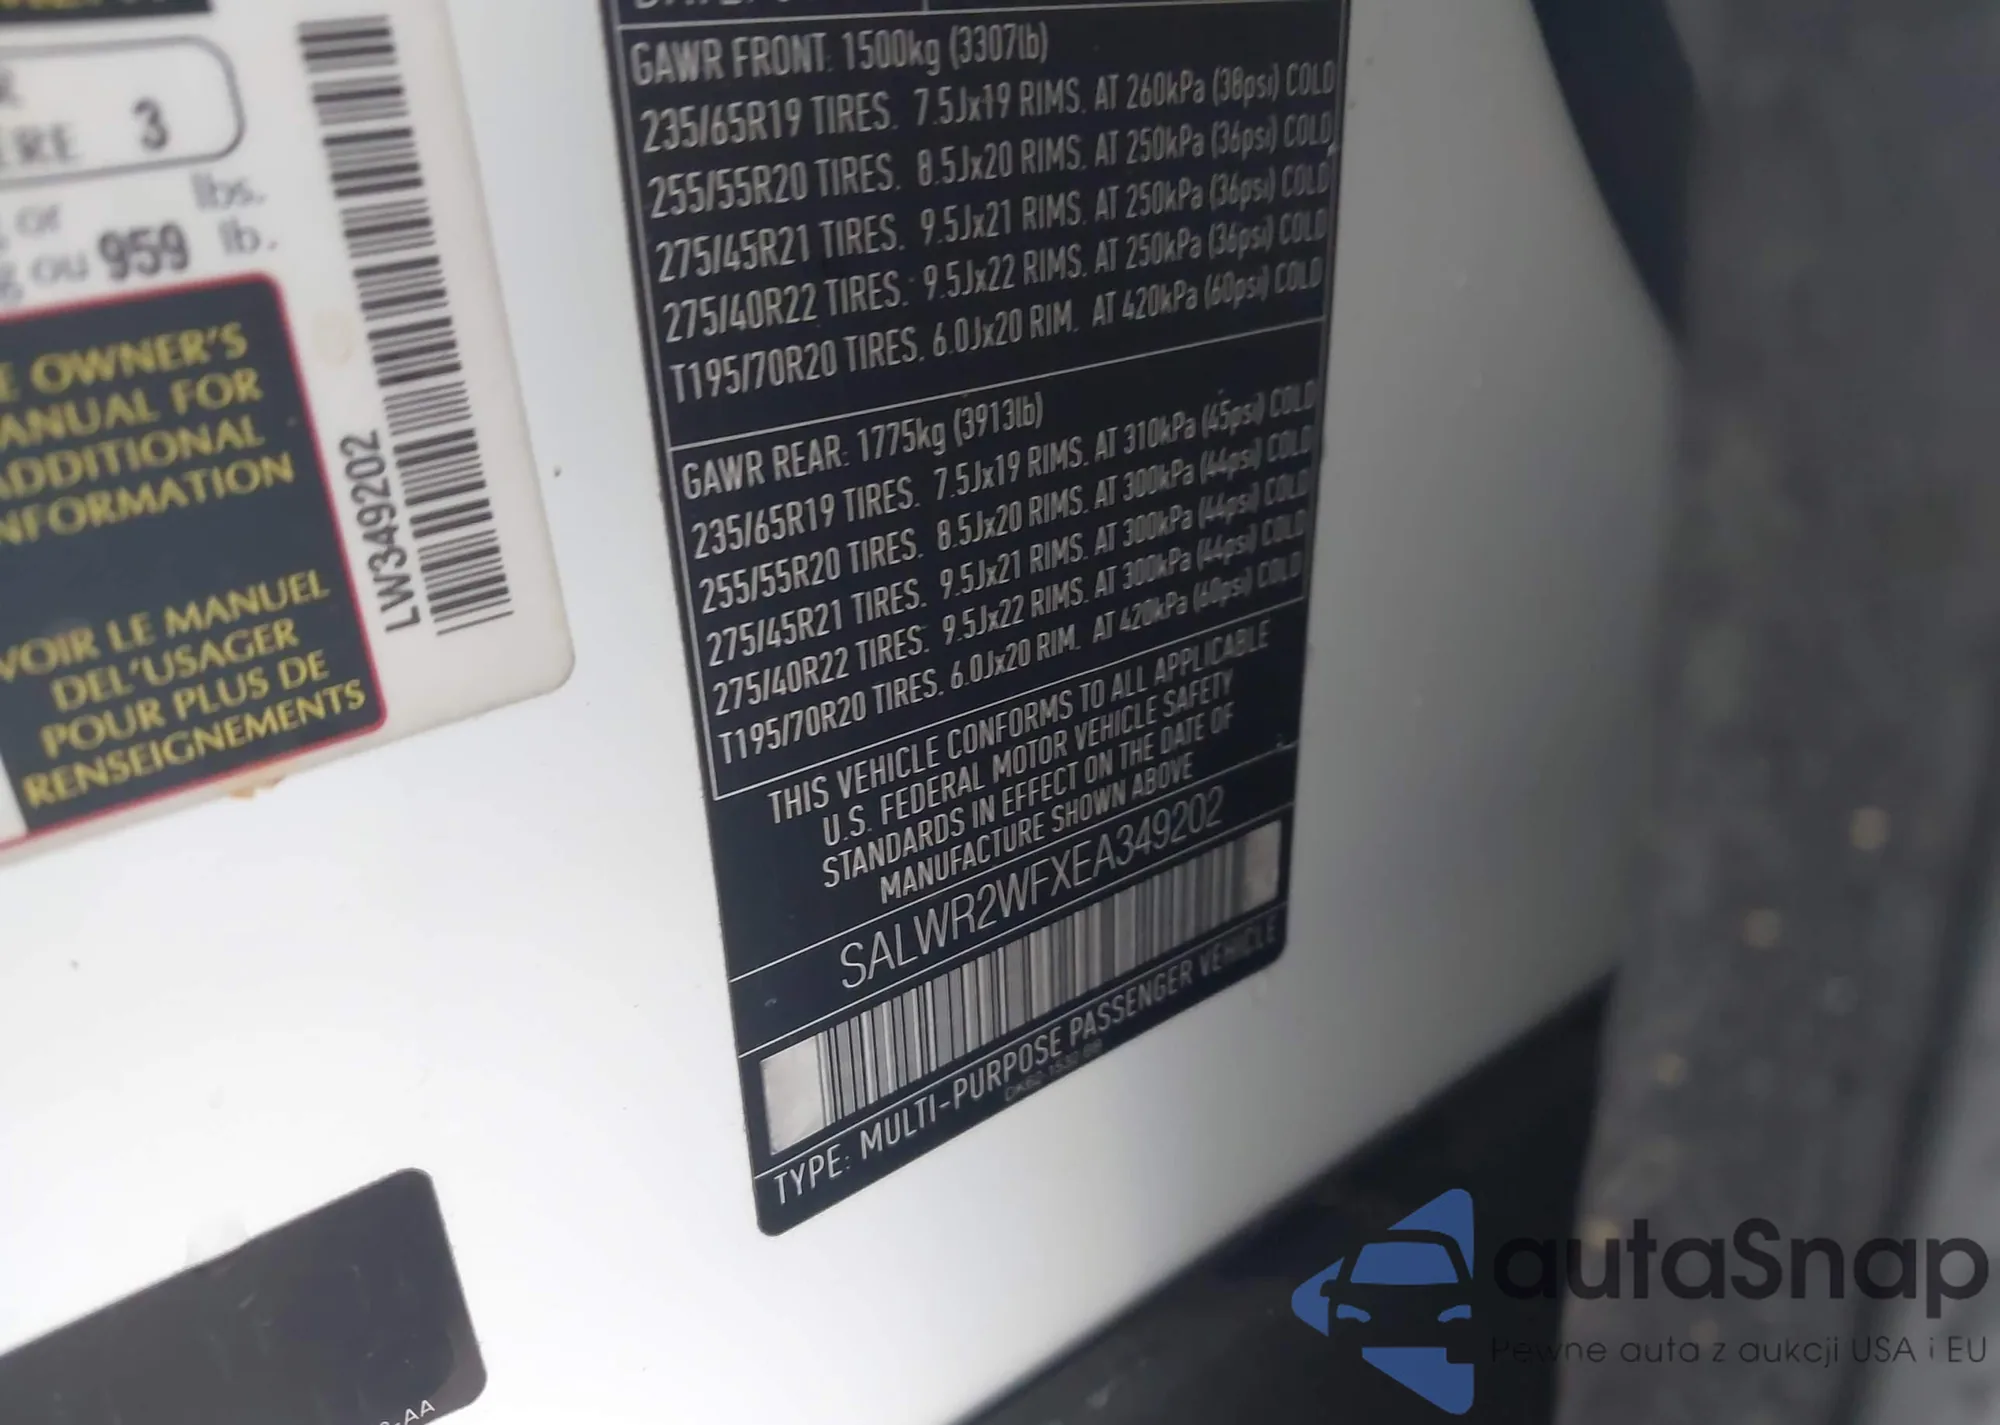 ERE 3
or lbs.
ou 959 lb.
OWNER'S
MANUAL FOR
ADDITIONAL
INFORMATION
VOIR LE MANUEL
DEL'USAGER
POUR PLUS DE
RENSEIGNEMENTS
LW349202
GAWR FRONT: 1500kg (3307lb)
235/65R19 TIRES. 7.5Jx19 RIMS. AT 260kPa (38psi) COLD
255/55R20 TIRES. 8.5Jx20 RIMS. AT 250kPa (36psi) COLD
275/45R21 TIRES. 9.5Jx21 RIMS. AT 250kPa (36psi) COLD
275/40R22 TIRES. 9.5Jx22 RIMS. AT 250kPa (36psi) COLD
T195/70R20 TIRES. 6.0Jx20 RIM. AT 420kPa (60psi) COLD
GAWR REAR: 1775kg (3913lb)
235/65R19 TIRES. 7.5Jx19 RIMS. AT 310kPa (45psi) COLD
255/55R20 TIRES. 8.5Jx20 RIMS. AT 300kPa (44psi) COLD
275/45R21 TIRES. 9.5Jx21 RIMS. AT 300kPa (44psi) COLD
275/40R22 TIRES. 9.5Jx22 RIMS. AT 300kPa (44psi) COLD
T195/70R20 TIRES. 6.0Jx20 RIM. AT 420kPa (60psi) COLD
THIS VEHICLE CONFORMS TO ALL APPLICABLE
U.S. FEDERAL MOTOR VEHICLE SAFETY
STANDARDS IN EFFECT ON THE DATE OF
MANUFACTURE SHOWN ABOVE
SALWR2WFXEA349202
TYPE: MULTI-PURPOSE PASSENGER VEHICLE
-AA
autaSnap
Pewne auta z aukcji USA i EU